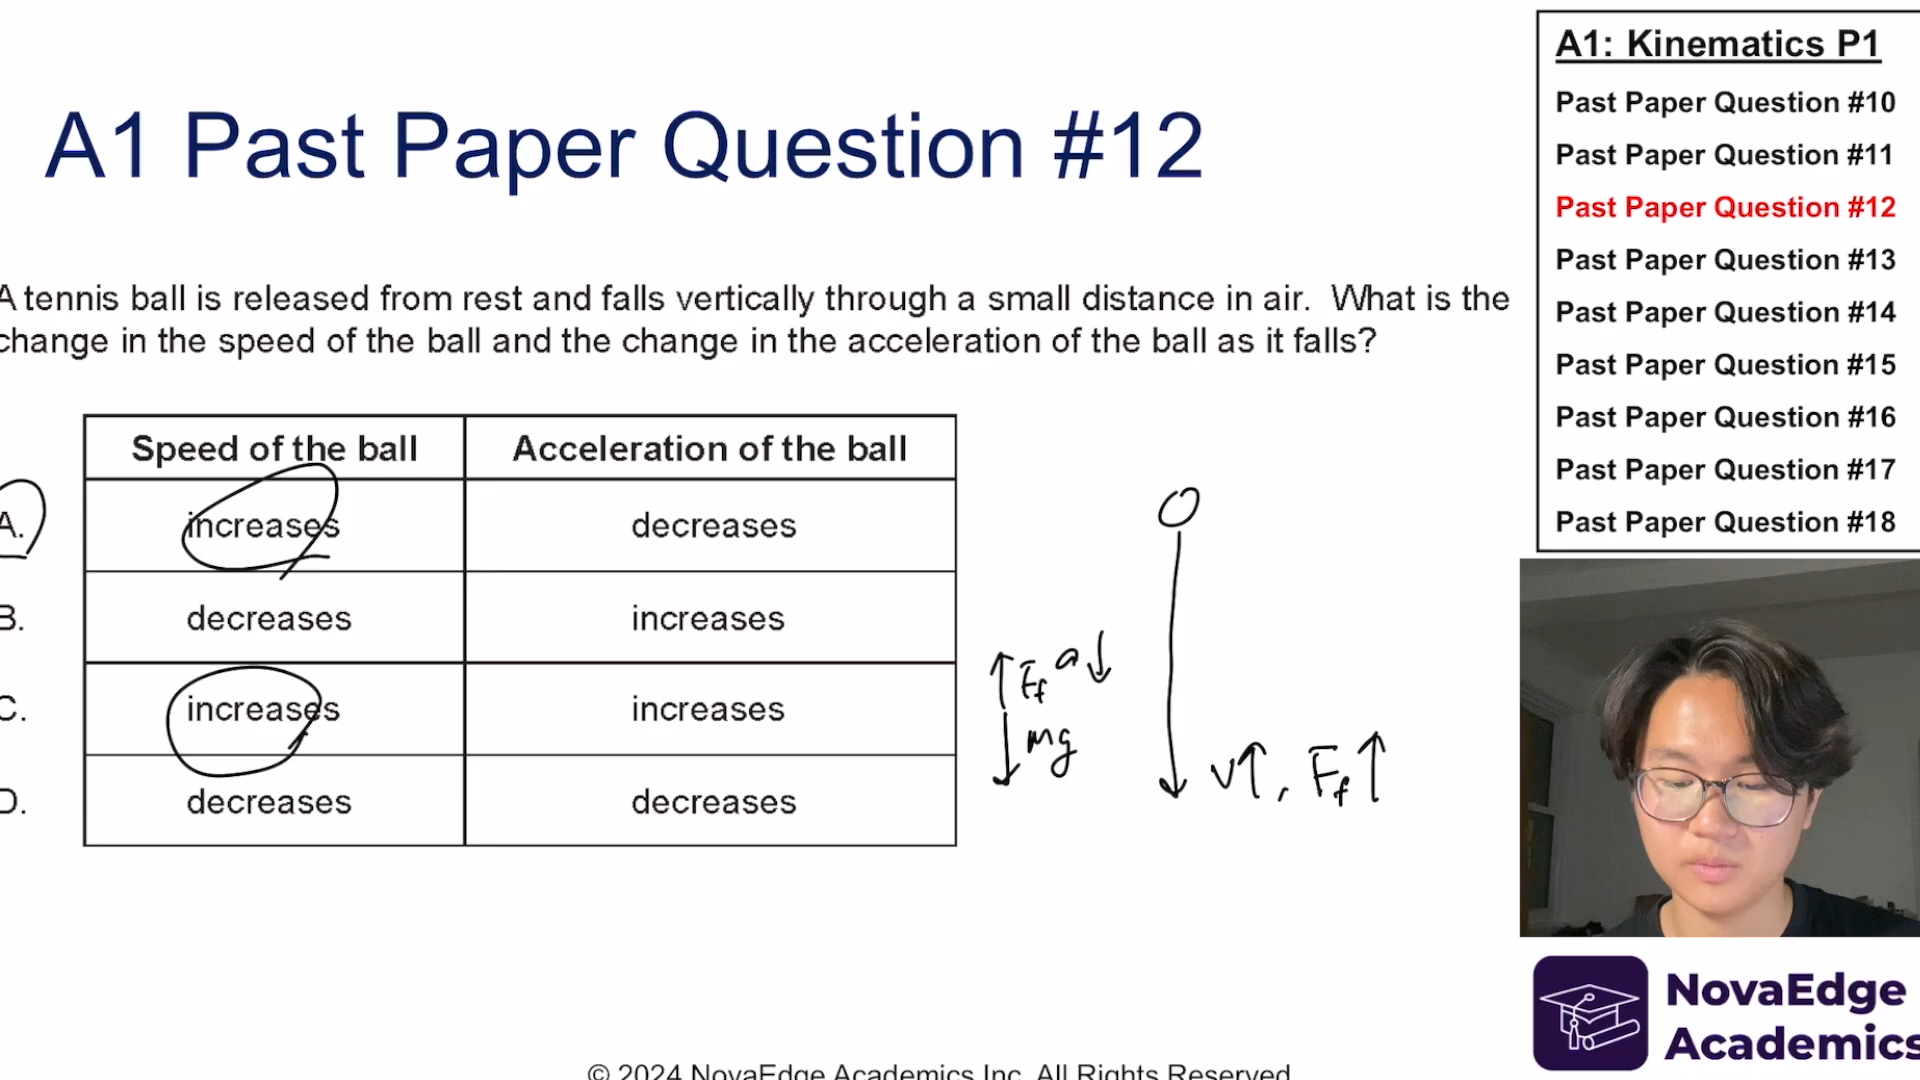 A1 Past Paper Question #12
A tennis ball is released from rest and falls vertically through a small distance in air. What is the
change in the speed of the ball and the change in the acceleration of the ball as it falls?
Speed of the ball Acceleration of the ball
A. increases decreases
B. decreases increases
C. increases increases
D. decreases decreases
↑ Ff a↓
↓ mg
v↑, Ff↑
A1: Kinematics P1
Past Paper Question #10
Past Paper Question #11
Past Paper Question #12
Past Paper Question #13
Past Paper Question #14
Past Paper Question #15
Past Paper Question #16
Past Paper Question #17
Past Paper Question #18
NovaEdge
Academics
© 2024 NovaEdge Academics Inc. All Rights Reserved